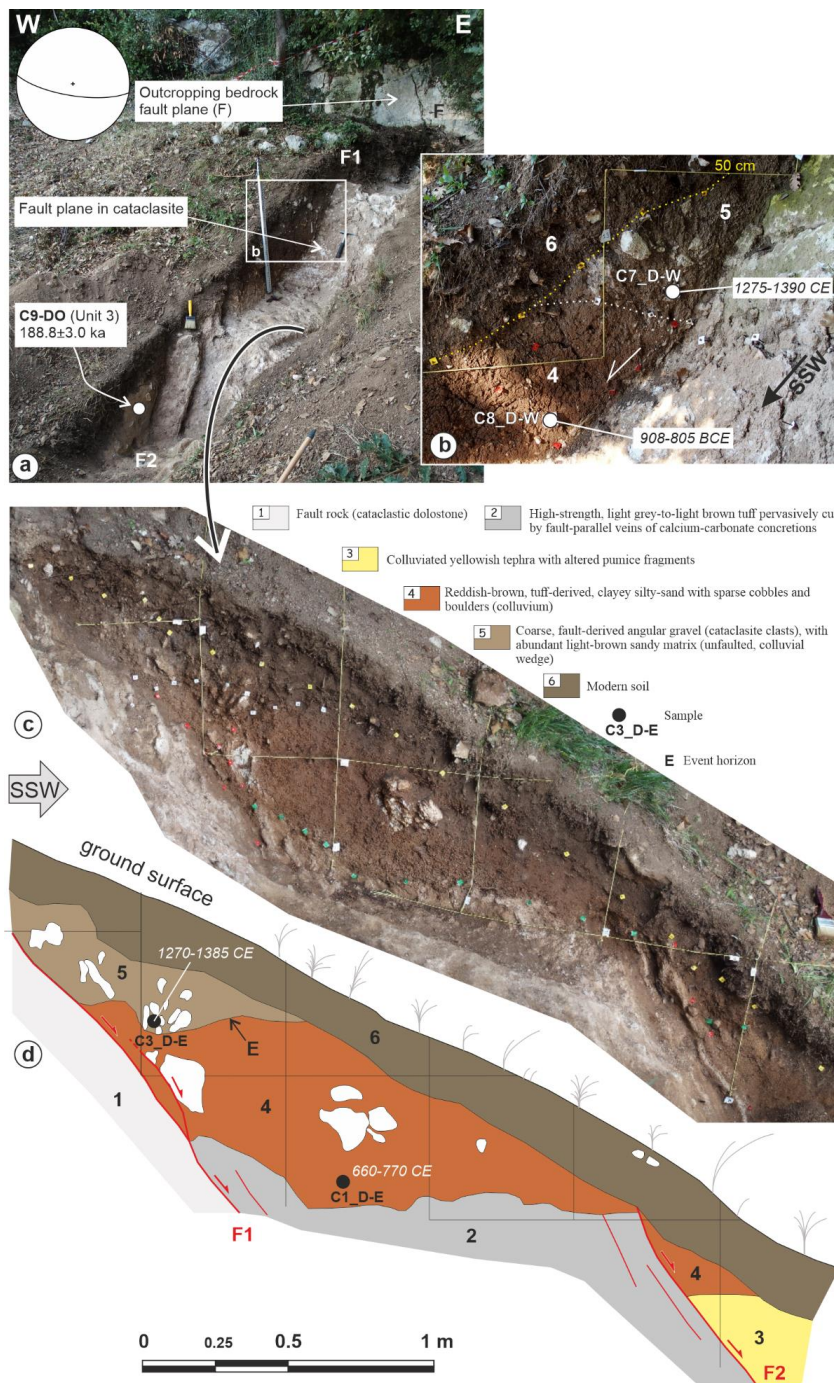 W
E
Outcropping bedrock
fault plane (F)
F
F1
Fault plane in cataclasite
b
C9-DO (Unit 3)
188.8±3.0 ka
F2
a
50 cm
5
6
C7_D-W
1275-1390 CE
4
SSW
C8_D-W
908-805 BCE
b
1 Fault rock (cataclastic dolostone)
2 High-strength, light grey-to-light brown tuff pervasively cu
by fault-parallel veins of calcium-carbonate concretions
3 Colluviated yellowish tephra with altered pumice fragments
4 Reddish-brown, tuff-derived, clayey silty-sand with sparse cobbles and
boulders (colluvium)
5 Coarse, fault-derived angular gravel (cataclasite clasts), with
abundant light-brown sandy matrix (unfaulted, colluvial
wedge)
6 Modern soil
Sample
C3_D-E
E Event horizon
c
SSW
ground surface
1270-1385 CE
5
C3_D-E
E
6
d
1
4
660-770 CE
C1_D-E
F1
2
4
3
F2
0 0.25 0.5 1 m